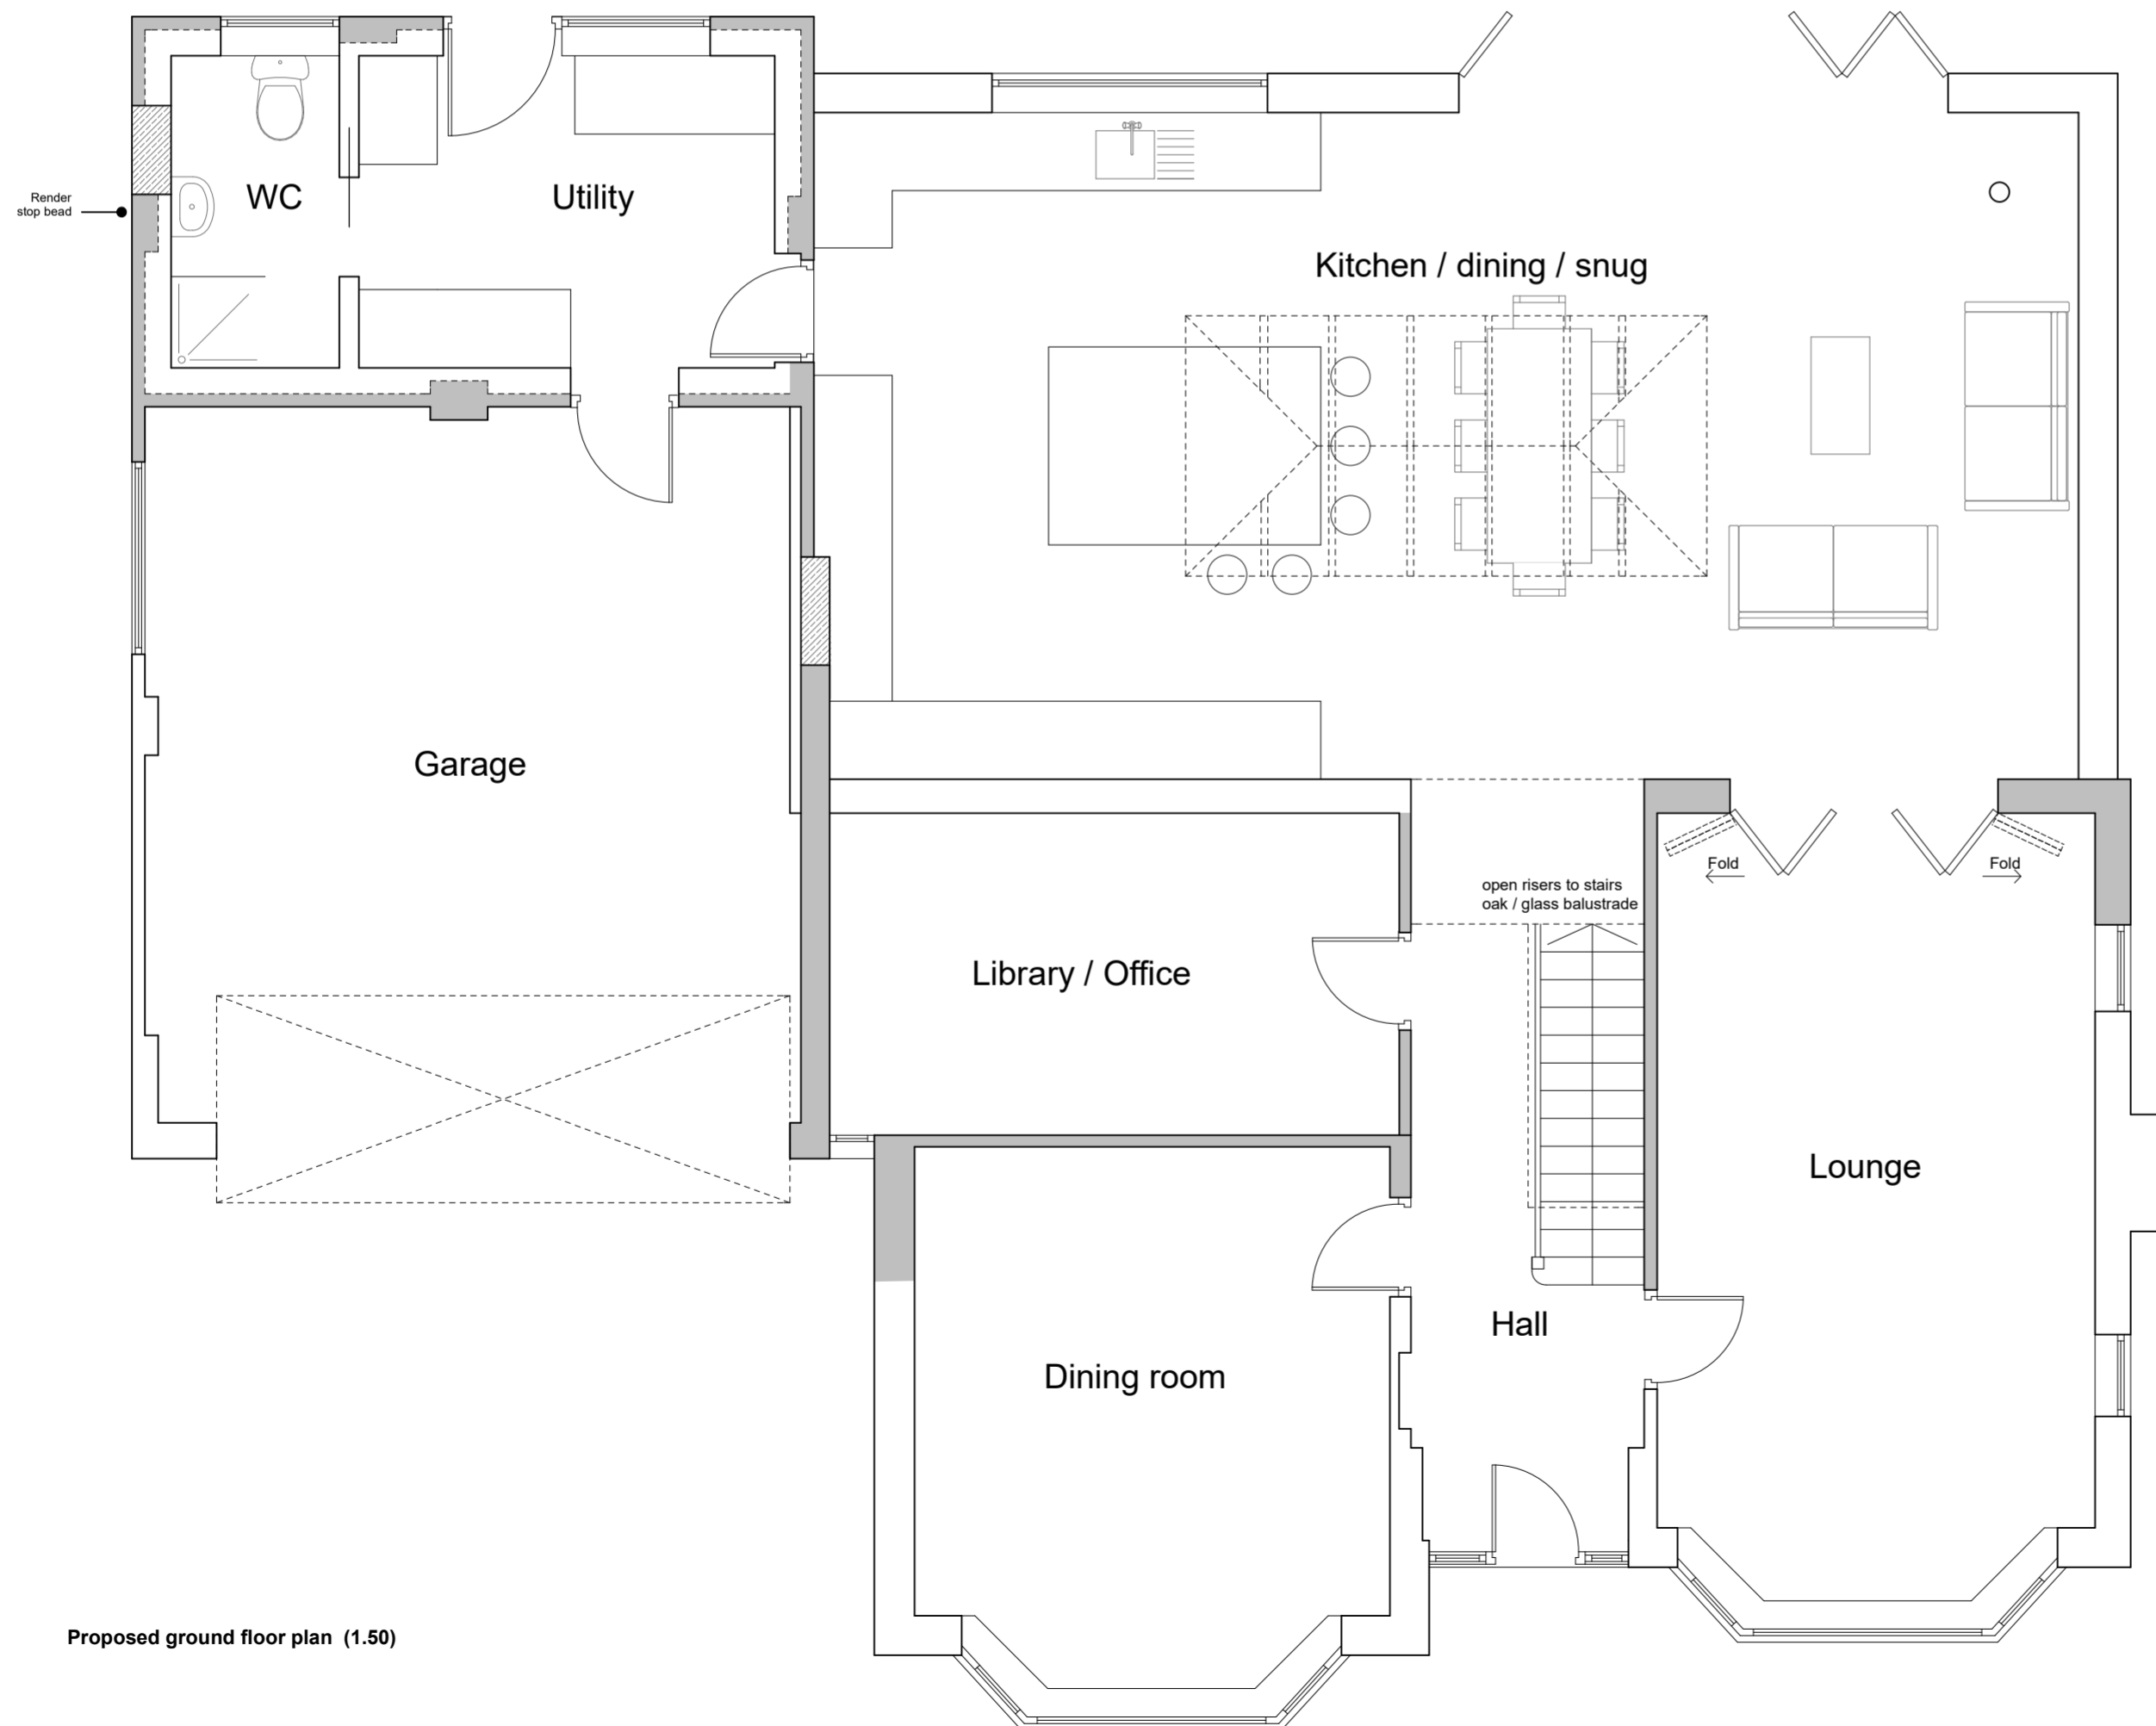 Render
stop bead
WC
Utility
Kitchen / dining / snug
Garage
Fold
Fold
open risers to stairs
oak / glass balustrade
Library / Office
Lounge
Hall
Dining room
Proposed ground floor plan (1.50)